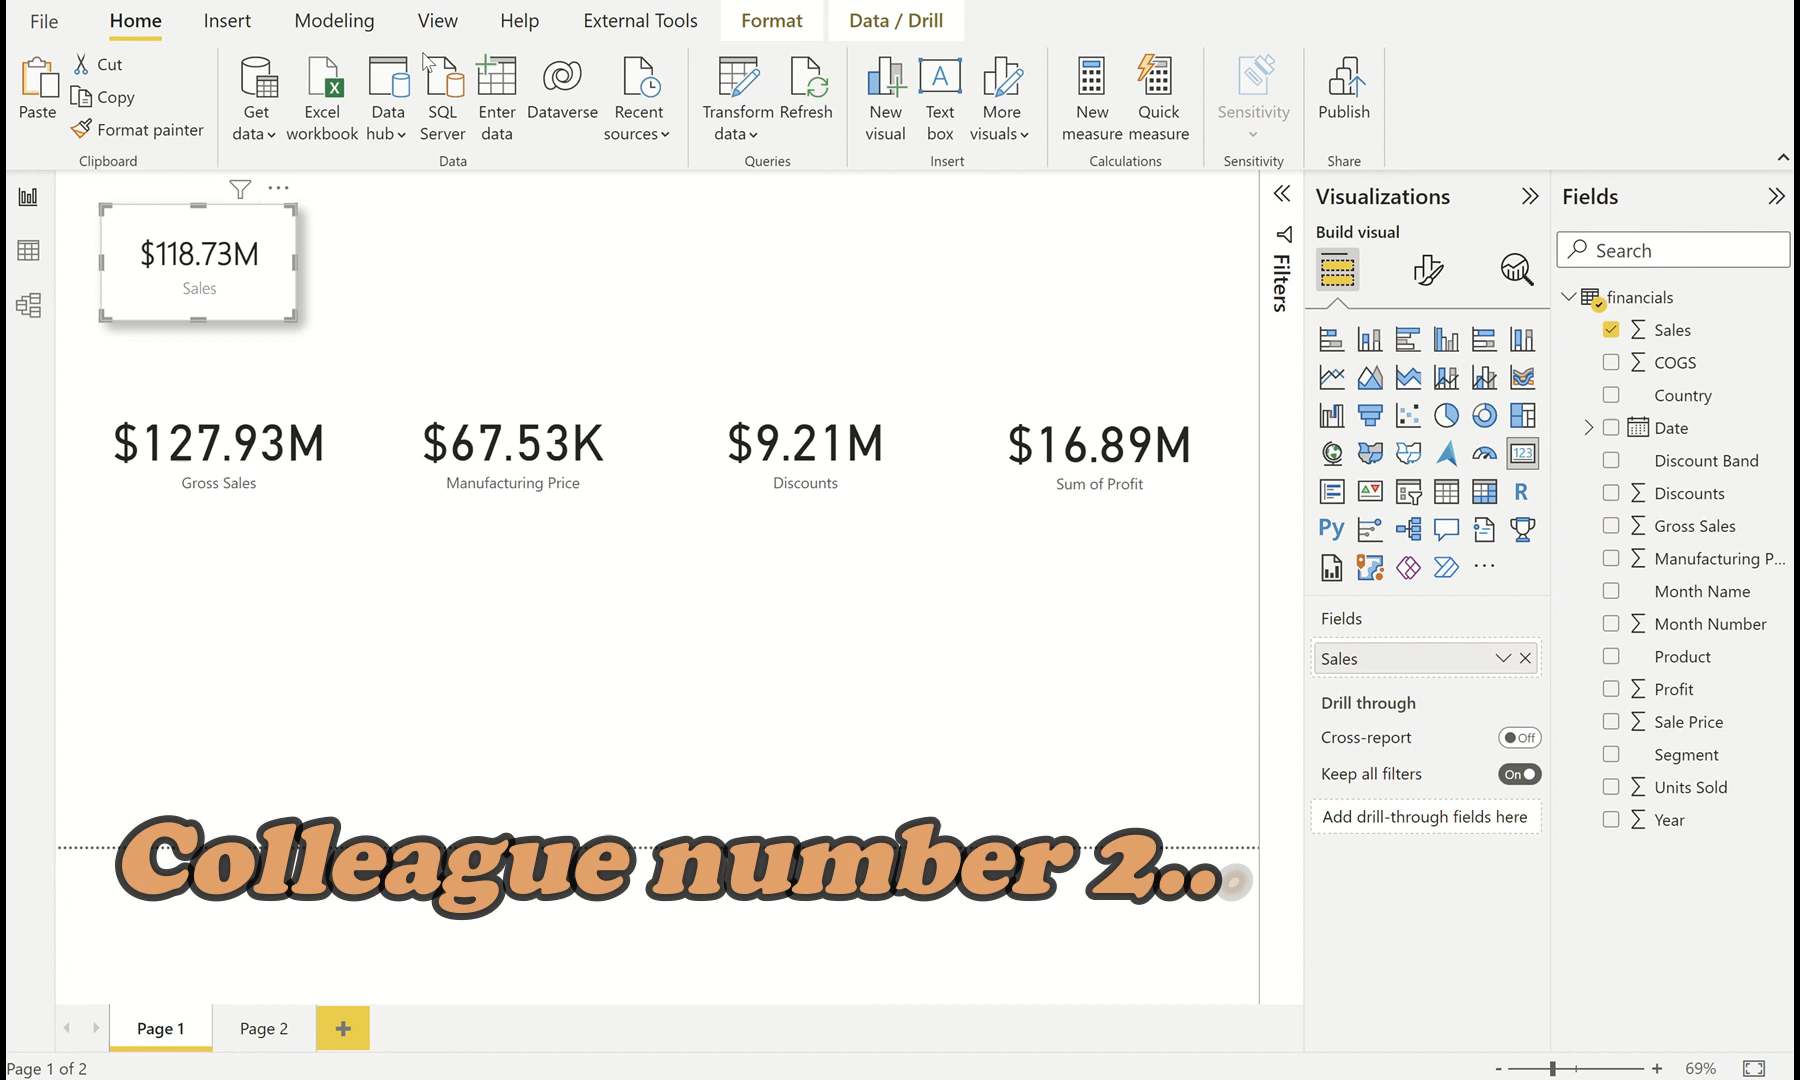 File Home Insert Modeling View Help External Tools Format Data / Drill
Paste
Cut
Copy
Format painter
Clipboard
Get data
Excel workbook
Data hub
SQL Server
Enter data
Dataverse
Recent sources
Data
Transform data
Refresh
Queries
New visual
A
Text box
More visuals
Insert
New measure
Quick measure
Calculations
Sensitivity
Sensitivity
Publish
Share
$118.73M
Sales
$127.93M
Gross Sales
$67.53K
Manufacturing Price
$9.21M
Discounts
$16.89M
Sum of Profit
Colleague number 2...
Filters
Visualizations
Build visual
123
R
Py
Fields
Sales
Drill through
Cross-report Off
Keep all filters On
Add drill-through fields here
Fields
Search
financials
Sales
COGS
Country
Date
Discount Band
Discounts
Gross Sales
Manufacturing P...
Month Name
Month Number
Product
Profit
Sale Price
Segment
Units Sold
Year
Page 1 Page 2 +
Page 1 of 2
- + 69%